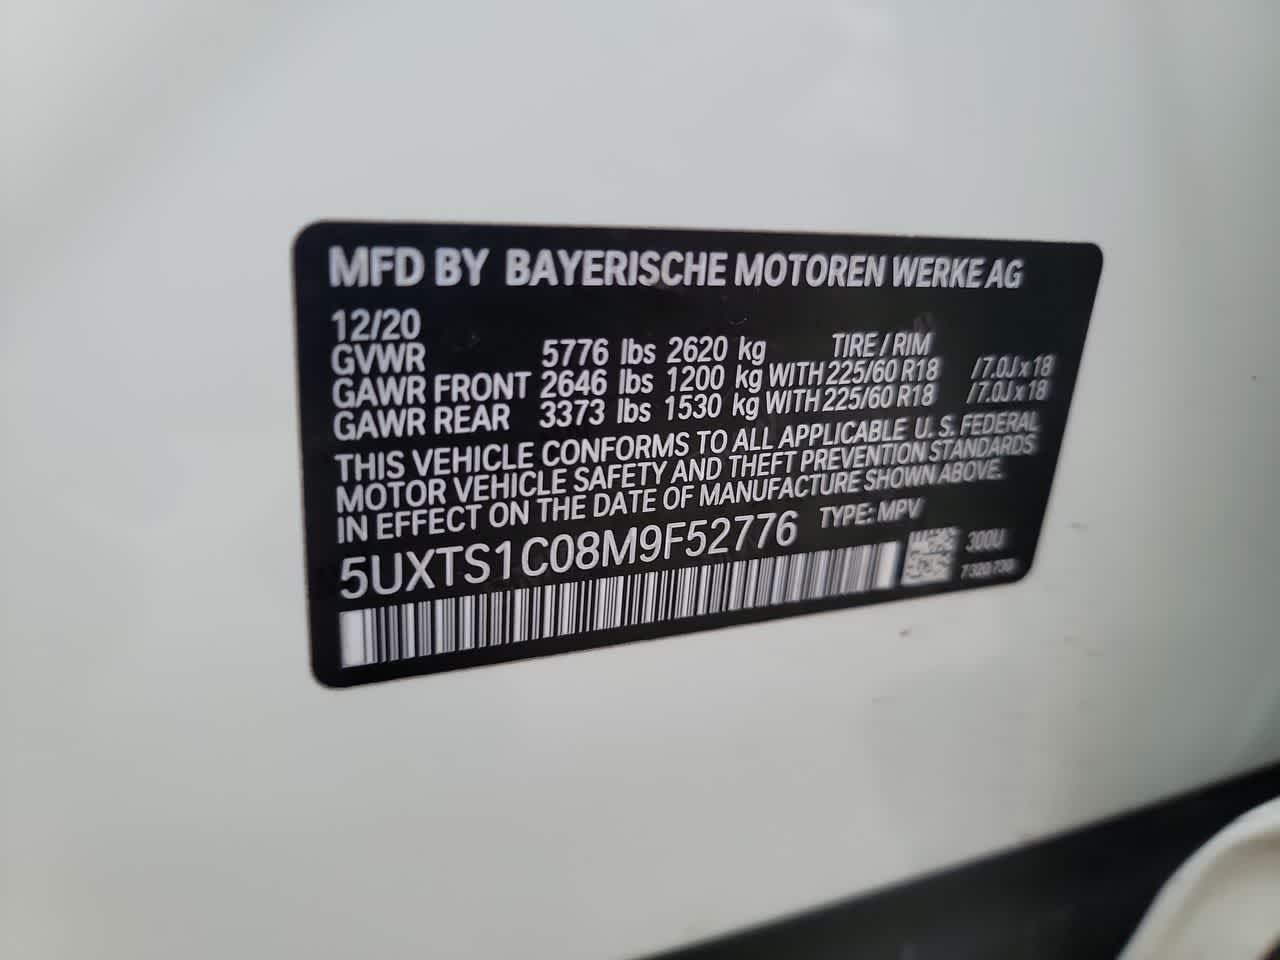 MFD BY BAYERISCHE MOTOREN WERKE AG
12/20
GVWR 5776 lbs 2620 kg TIRE / RIM
GAWR FRONT 2646 lbs 1200 kg WITH 225/60 R18 /7.0J x 18
GAWR REAR 3373 lbs 1530 kg WITH 225/60 R18 /7.0J x 18
THIS VEHICLE CONFORMS TO ALL APPLICABLE U. S. FEDERAL
MOTOR VEHICLE SAFETY AND THEFT PREVENTION STANDARDS
IN EFFECT ON THE DATE OF MANUFACTURE SHOWN ABOVE.
5UXTS1C08M9F52776 TYPE: MPV
300U
7320730